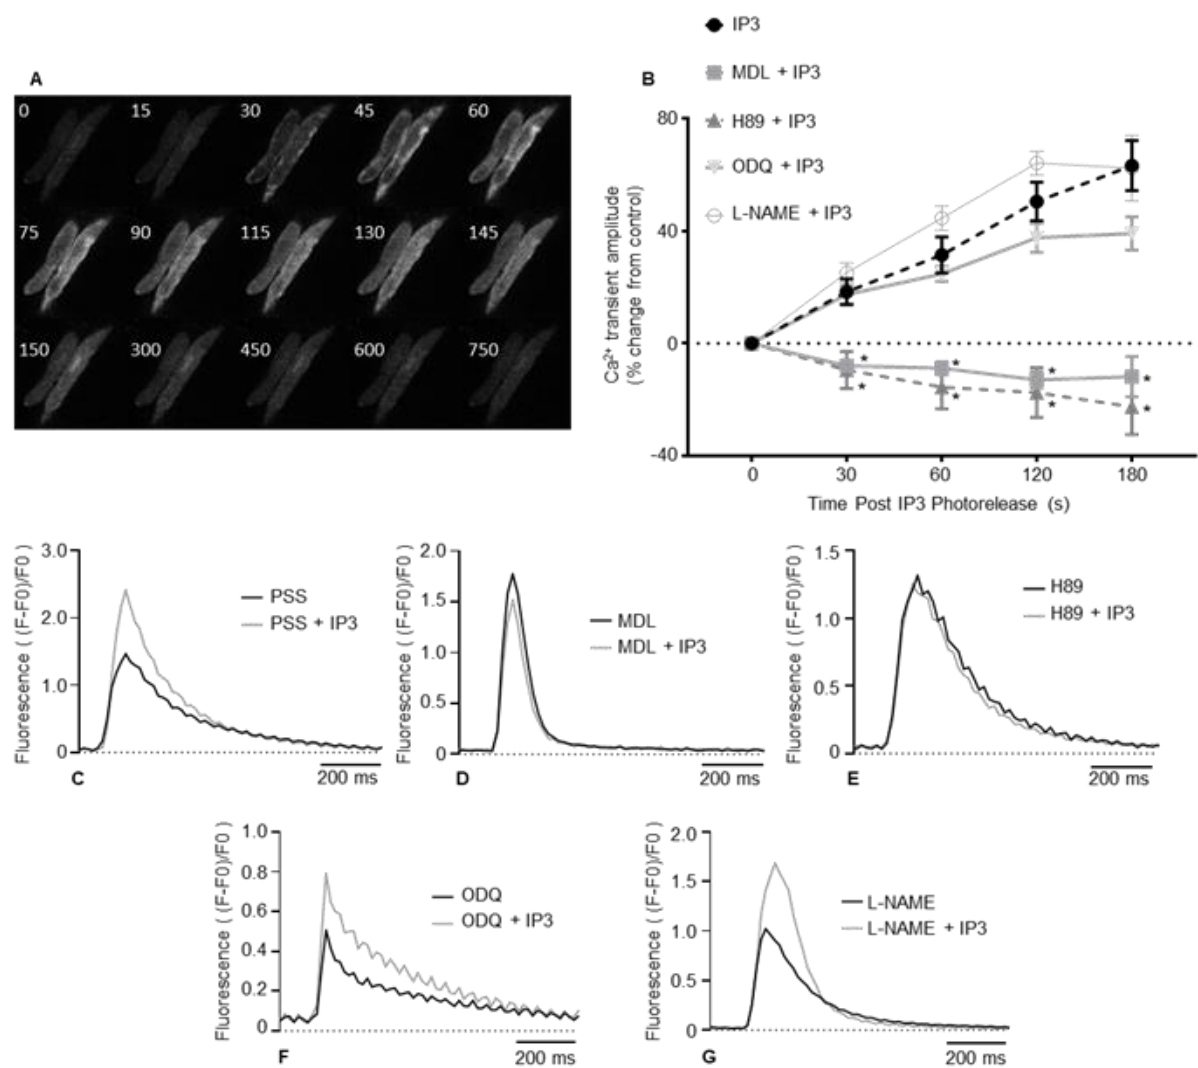 A
0
15
30
45
60
75
90
115
130
145
150
300
450
600
750
B
IP3
MDL + IP3
H89 + IP3
ODQ + IP3
L-NAME + IP3
Ca²⁺ transient amplitude
(% change from control)
80
40
0
-40
*
*
*
*
*
*
*
*
0
30
60
120
180
Time Post IP3 Photorelease (s)
Fluorescence ( (F-F0)/F0 )
3.0
2.0
1.0
0
PSS
PSS + IP3
200 ms
C
Fluorescence ( (F-F0)/F0 )
2.0
1.5
1.0
0.5
0
MDL
MDL + IP3
200 ms
D
Fluorescence ( (F-F0)/F0 )
1.5
1.0
0.5
0
H89
H89 + IP3
200 ms
E
Fluorescence ( (F-F0)/F0 )
1.0
0.8
0.6
0.4
0.2
0
ODQ
ODQ + IP3
200 ms
F
Fluorescence ( (F-F0)/F0 )
2.0
1.5
1.0
0.5
0
L-NAME
L-NAME + IP3
200 ms
G